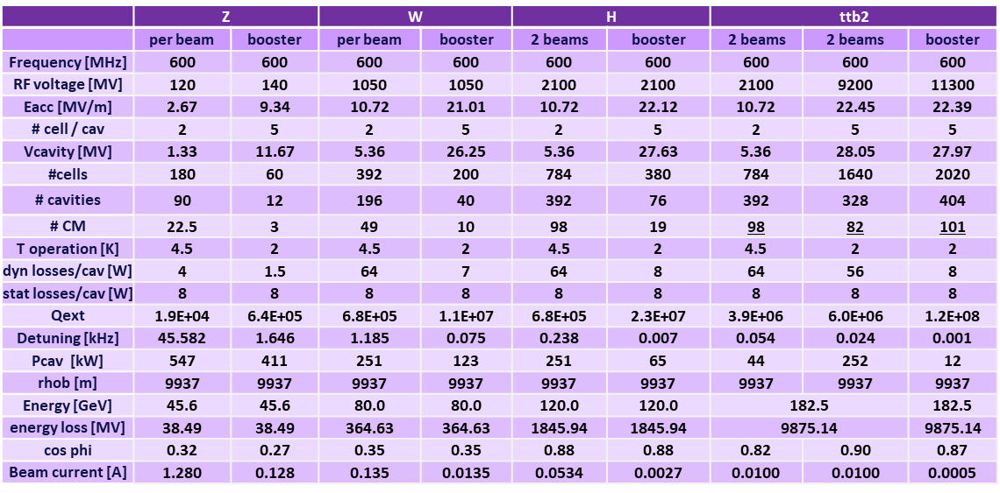 Z W H ttb2
per beam booster per beam booster 2 beams booster 2 beams 2 beams booster
Frequency [MHz] 600 600 600 600 600 600 600 600 600
RF voltage [MV] 120 140 1050 1050 2100 2100 2100 9200 11300
Eacc [MV/m] 2.67 9.34 10.72 21.01 10.72 22.12 10.72 22.45 22.39
# cell / cav 2 5 2 5 2 5 2 5 5
Vcavity [MV] 1.33 11.67 5.36 26.25 5.36 27.63 5.36 28.05 27.97
#cells 180 60 392 200 784 380 784 1640 2020
# cavities 90 12 196 40 392 76 392 328 404
# CM 22.5 3 49 10 98 19 98 82 101
T operation [K] 4.5 2 4.5 2 4.5 2 4.5 2 2
dyn losses/cav [W] 4 1.5 64 7 64 8 64 56 8
stat losses/cav [W] 8 8 8 8 8 8 8 8 8
Qext 1.9E+04 6.4E+05 6.8E+05 1.1E+07 6.8E+05 2.3E+07 3.9E+06 6.0E+06 1.2E+08
Detuning [kHz] 45.582 1.646 1.185 0.075 0.238 0.007 0.054 0.024 0.001
Pcav [kW] 547 411 251 123 251 65 44 252 12
rhob [m] 9937 9937 9937 9937 9937 9937 9937 9937 9937
Energy [GeV] 45.6 45.6 80.0 80.0 120.0 120.0 182.5 182.5
energy loss [MV] 38.49 38.49 364.63 364.63 1845.94 1845.94 9875.14 9875.14
cos phi 0.32 0.27 0.35 0.35 0.88 0.88 0.82 0.90 0.87
Beam current [A] 1.280 0.128 0.135 0.0135 0.0534 0.0027 0.0100 0.0100 0.0005